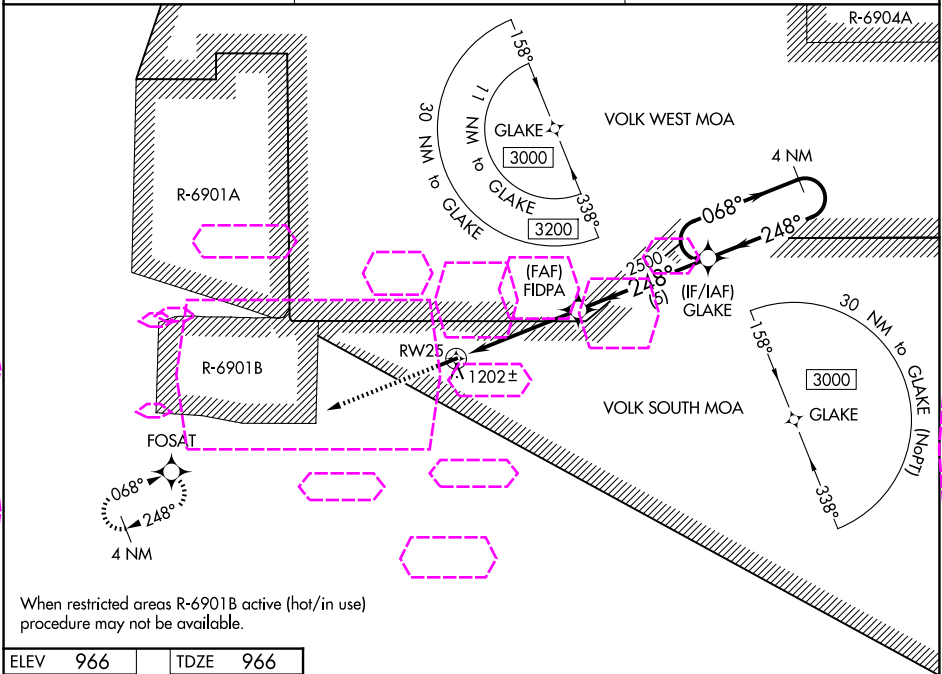 R-6904A
158°
30 NM to GLAKE
11 NM to GLAKE
GLAKE
3000
3200
338°
VOLK WEST MOA
4 NM
068°
248°
R-6901A
(FAF)
FIDPA
2500
248°
(5)
(IF/IAF)
GLAKE
30 NM to GLAKE (NoPT)
158°
3000
GLAKE
338°
R-6901B
RW25
1202±
VOLK SOUTH MOA
FOSAT
068°
248°
4 NM
When restricted areas R-6901B active (hot/in use)
procedure may not be available.
ELEV 966
TDZE 966